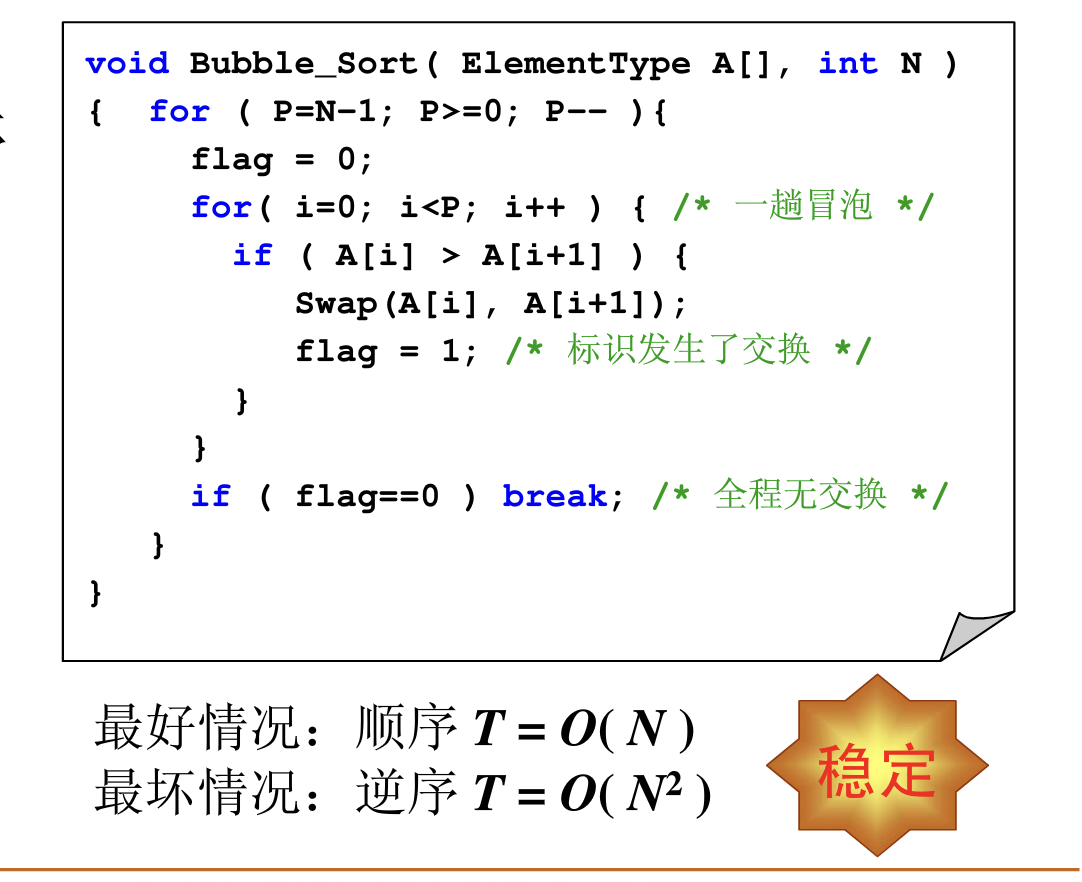 void Bubble_Sort( ElementType A[], int N )
{ for ( P=N-1; P>=0; P-- ){
flag = 0;
for( i=0; i<P; i++ ) { /* 一趟冒泡 */
if ( A[i] > A[i+1] ) {
Swap(A[i], A[i+1]);
flag = 1; /* 标识发生了交换 */
}
}
if ( flag==0 ) break; /* 全程无交换 */
}
}
最好情况：顺序 T = O( N )
最坏情况：逆序 T = O( N² )
稳定